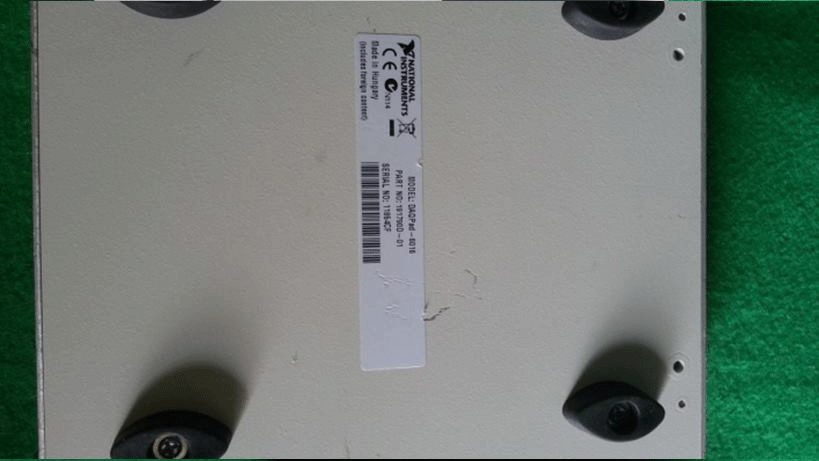 NATIONAL
INSTRUMENTS
CE N114
Made in Hungary
(includes foreign content)
MODEL: DAQPad-6016
PART NO: 191790D-01
SERIAL NO: 11954CF